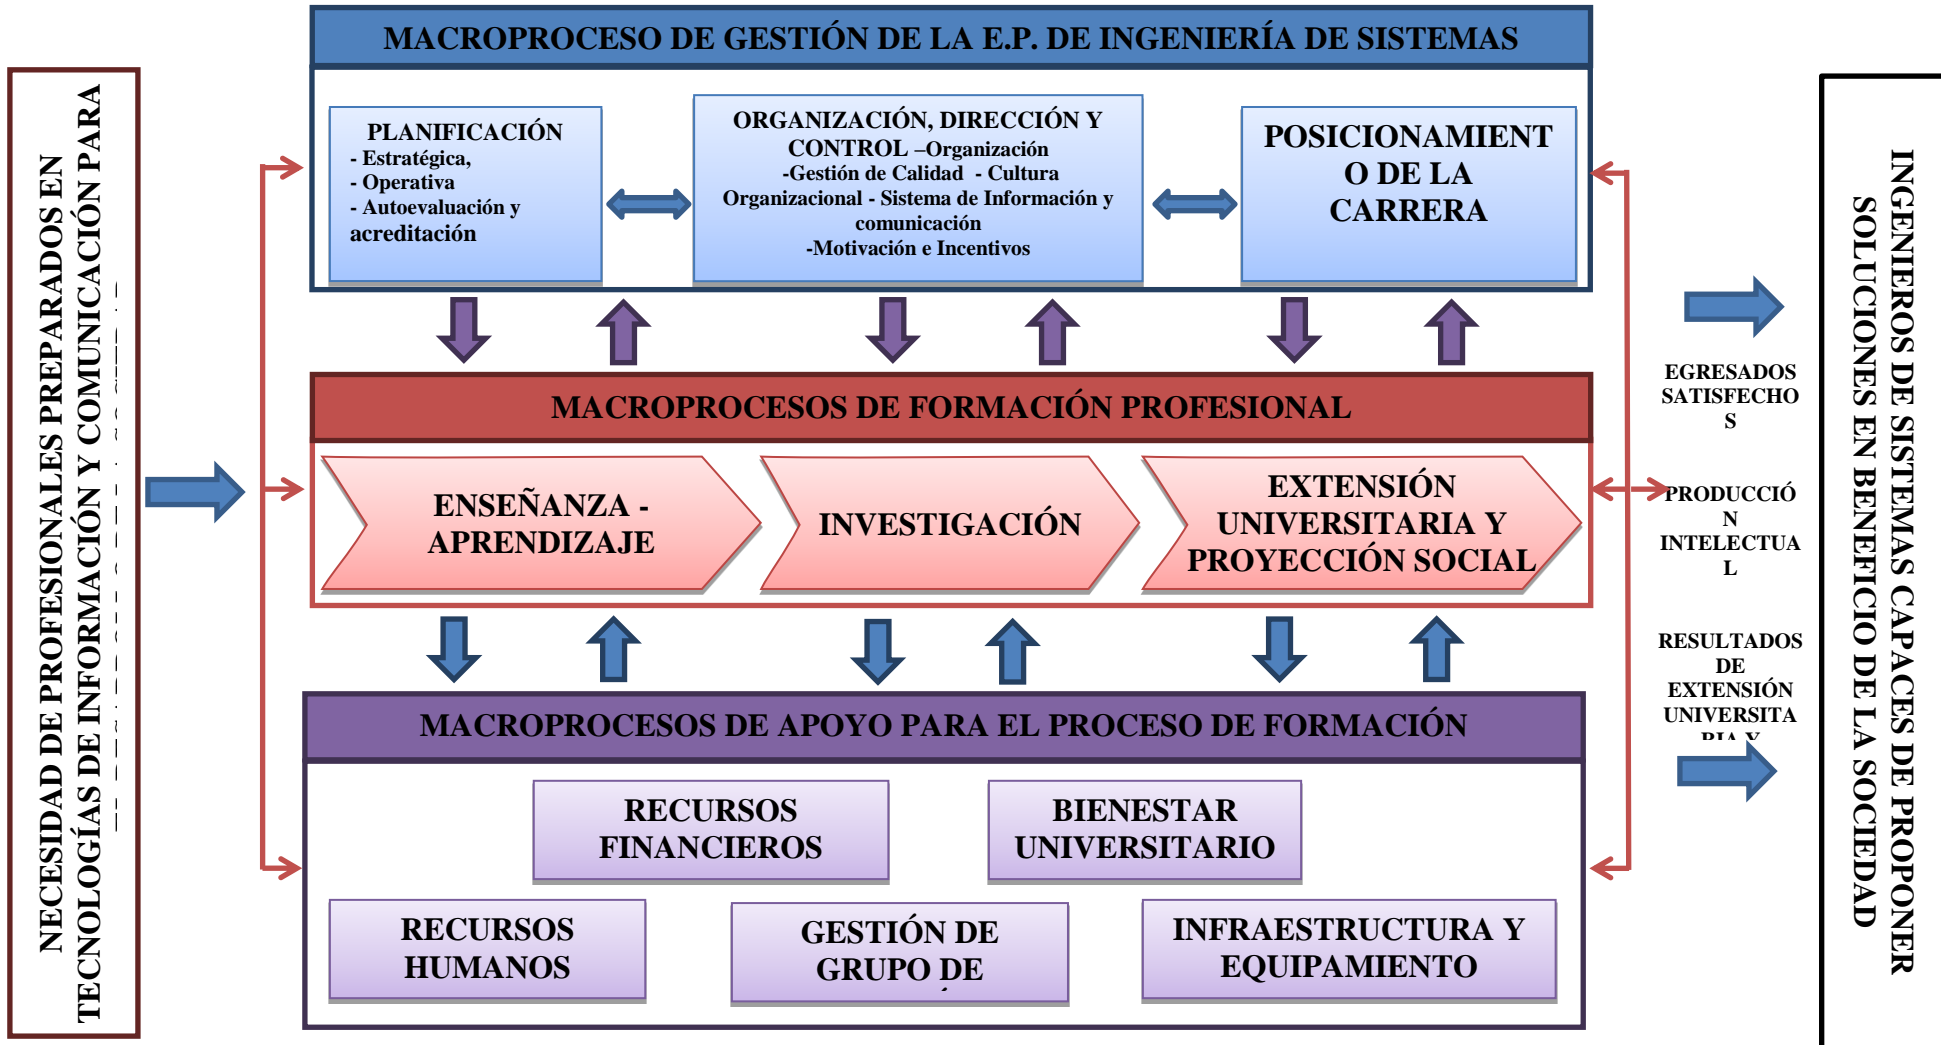 MACROPROCESO DE GESTIÓN DE LA E.P. DE INGENIERÍA DE SISTEMAS
NECESIDAD DE PROFESIONALES PREPARADOS EN
TECNOLOGÍAS DE INFORMACIÓN Y COMUNICACIÓN PARA
PLANIFICACIÓN
- Estratégica,
- Operativa
- Autoevaluación y
acreditación
ORGANIZACIÓN, DIRECCIÓN Y
CONTROL –Organización
-Gestión de Calidad - Cultura
Organizacional - Sistema de Información y
comunicación
-Motivación e Incentivos
POSICIONAMIENT
O DE LA
CARRERA
MACROPROCESOS DE FORMACIÓN PROFESIONAL
ENSEÑANZA -
APRENDIZAJE
INVESTIGACIÓN
EXTENSIÓN
UNIVERSITARIA Y
PROYECCIÓN SOCIAL
MACROPROCESOS DE APOYO PARA EL PROCESO DE FORMACIÓN
RECURSOS
FINANCIEROS
BIENESTAR
UNIVERSITARIO
RECURSOS
HUMANOS
GESTIÓN DE
GRUPO DE
INFRAESTRUCTURA Y
EQUIPAMIENTO
EGRESADOS
SATISFECHO
S
PRODUCCIÓ
N
INTELECTUAL
L
RESULTADOS
DE
EXTENSIÓN
UNIVERSITA
RIA Y
INGENIEROS DE SISTEMAS CAPACES DE PROPONER
SOLUCIONES EN BENEFICIO DE LA SOCIEDAD